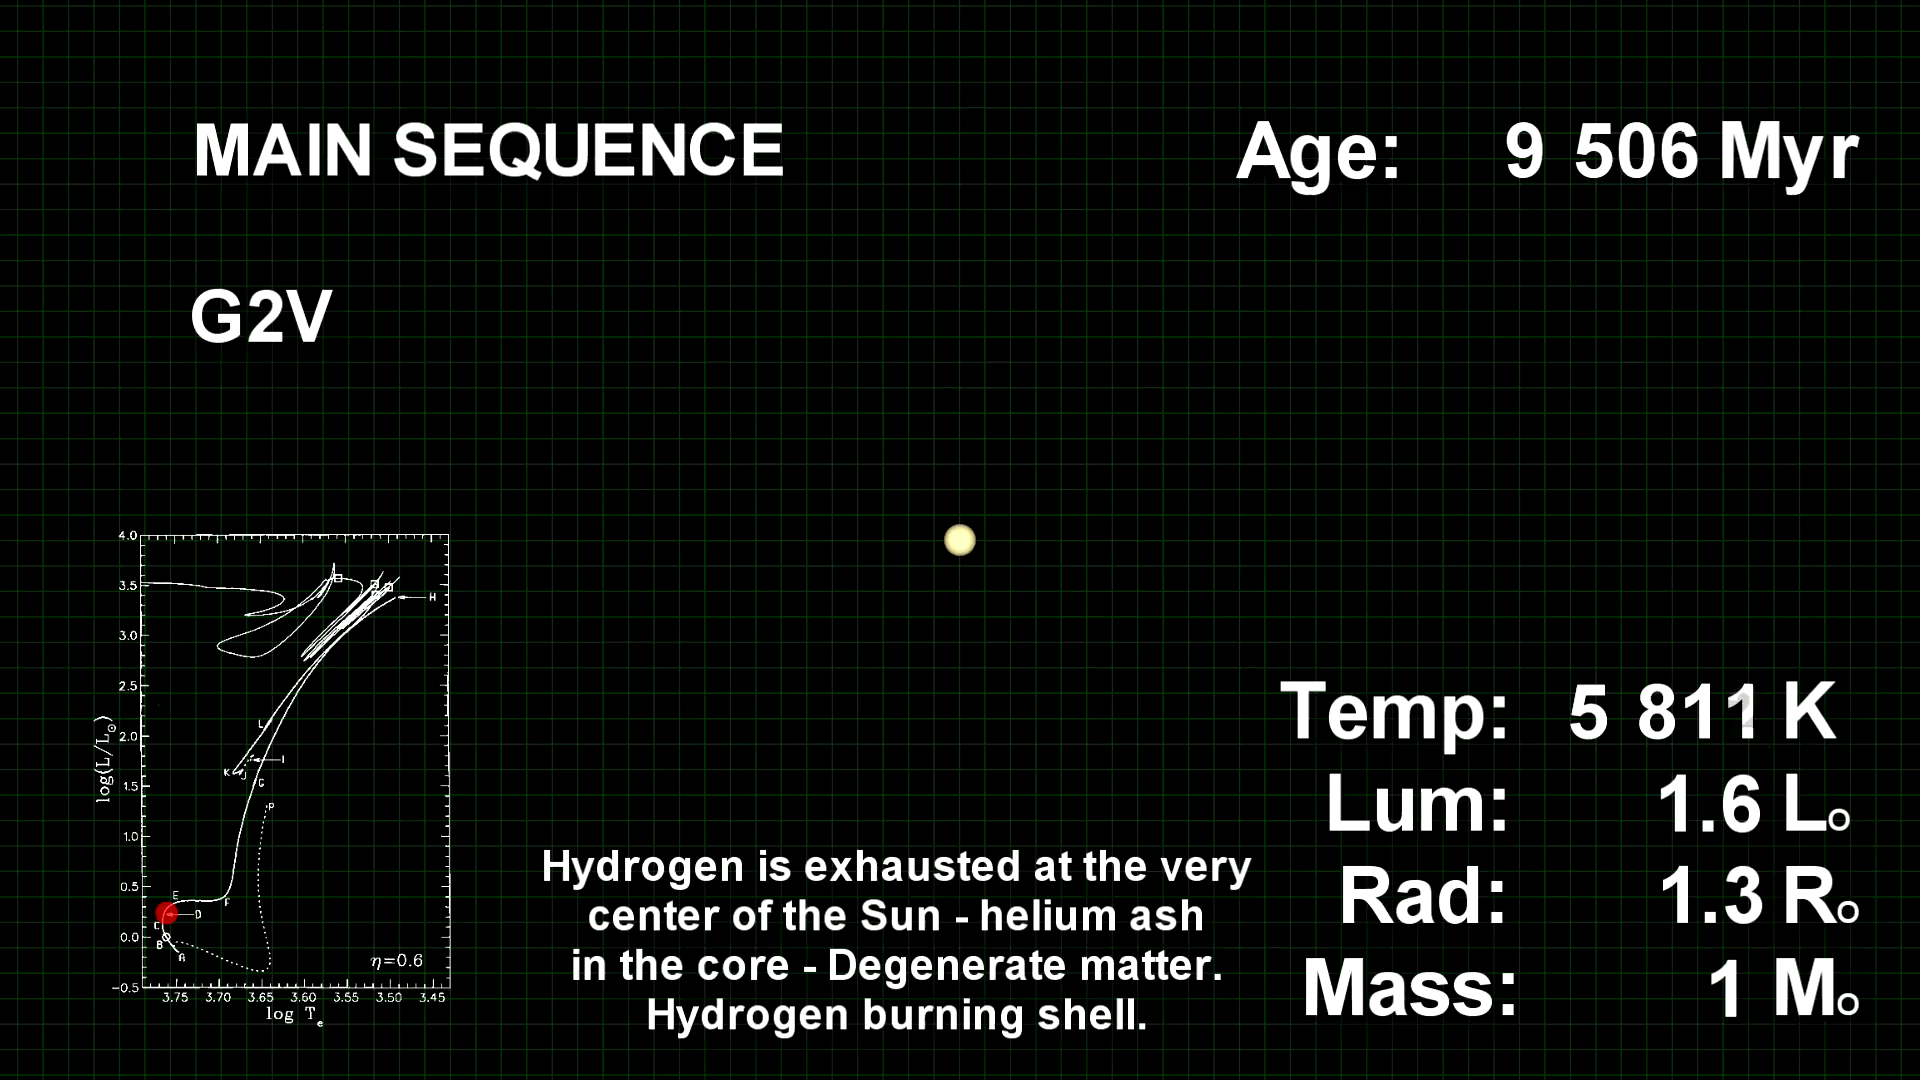 MAIN SEQUENCE
Age: 9 506 Myr
G2V
4.0
3.5
3.0
2.5
2.0
1.5
1.0
0.5
0.0
-0.5
log(L/L☉)
H
L
I
K
J
G
P
E
F
D
C
B
A
η=0.6
3.75 3.70 3.65 3.60 3.55 3.50 3.45
log Te
Hydrogen is exhausted at the very
center of the Sun - helium ash
in the core - Degenerate matter.
Hydrogen burning shell.
Temp: 5 811 K
Lum: 1.6 Lo
Rad: 1.3 Ro
Mass: 1 Mo